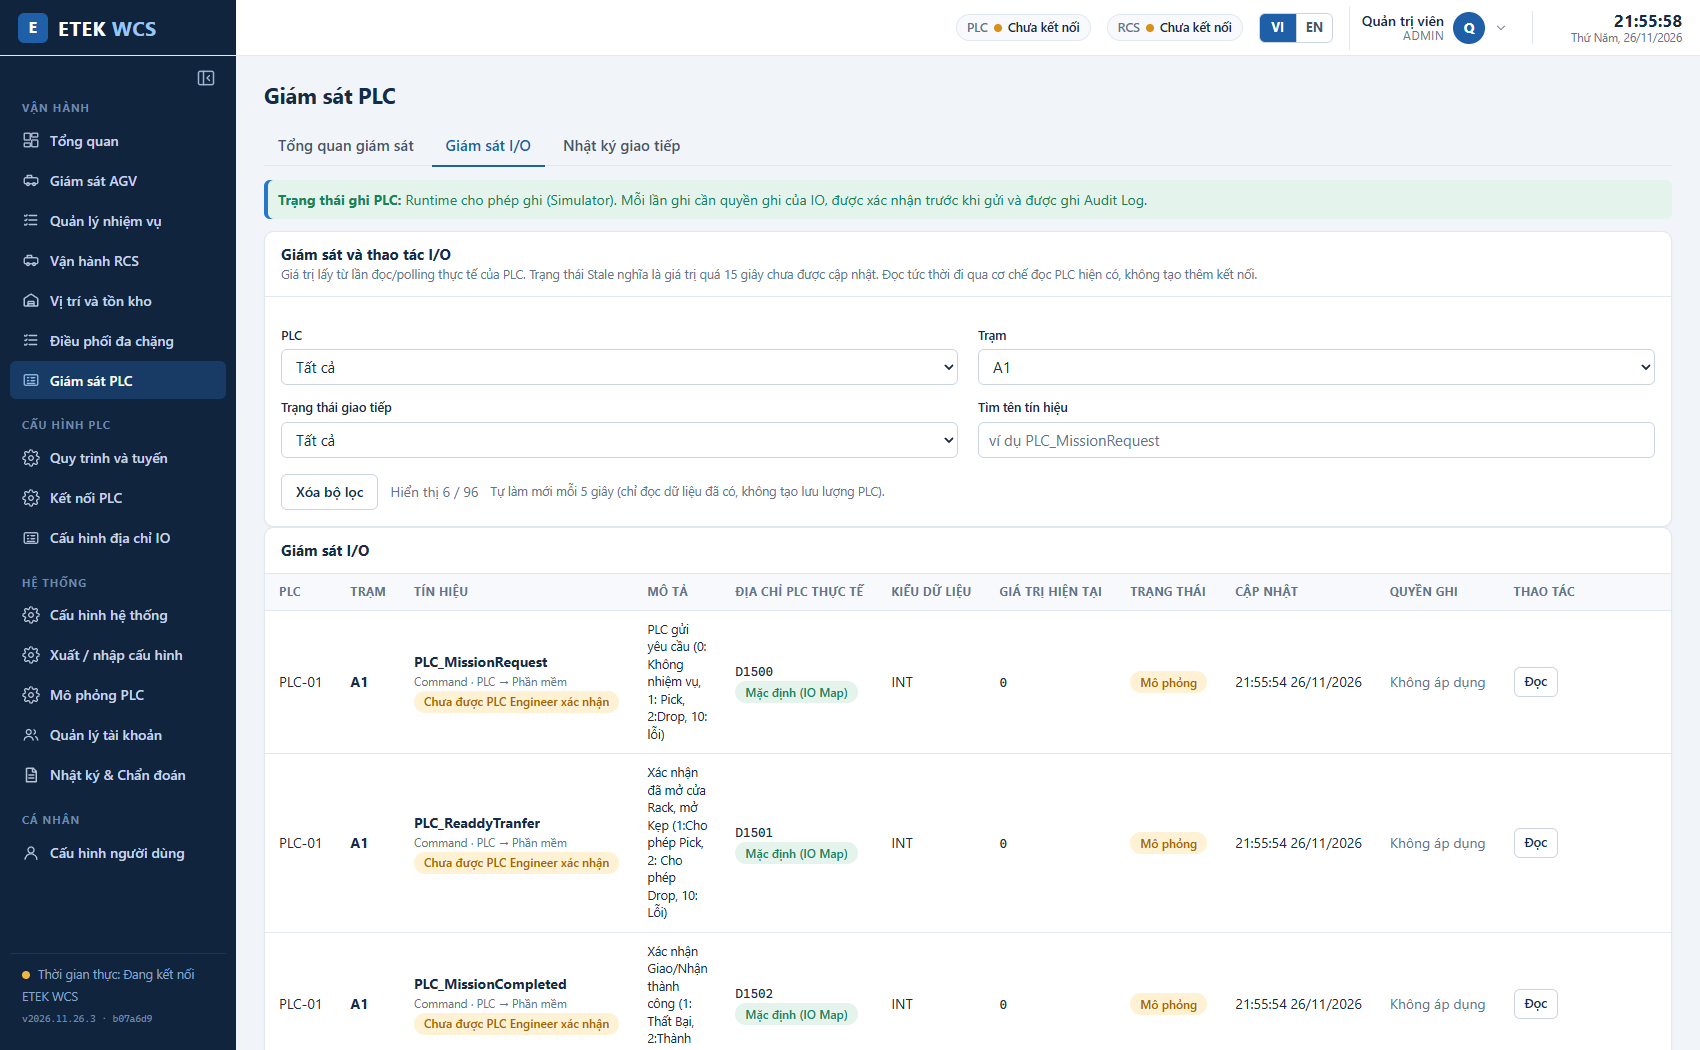 E ETEK WCS
PLC Chưa kết nối
RCS Chưa kết nối
VI EN
Quản trị viên
ADMIN
Q
21:55:58
Thứ Năm, 26/11/2026
VẬN HÀNH
Tổng quan
Giám sát AGV
Quản lý nhiệm vụ
Vận hành RCS
Vị trí và tồn kho
Điều phối đa chặng
Giám sát PLC
CẤU HÌNH PLC
Quy trình và tuyến
Kết nối PLC
Cấu hình địa chỉ IO
HỆ THỐNG
Cấu hình hệ thống
Xuất / nhập cấu hình
Mô phỏng PLC
Quản lý tài khoản
Nhật ký & Chẩn đoán
CÁ NHÂN
Cấu hình người dùng
Thời gian thực: Đang kết nối
ETEK WCS
v2026.11.26.3 · b07a6d9
Giám sát PLC
Tổng quan giám sát
Giám sát I/O
Nhật ký giao tiếp
Trạng thái ghi PLC: Runtime cho phép ghi (Simulator). Mỗi lần ghi cần quyền ghi của IO, được xác nhận trước khi gửi và được ghi Audit Log.
Giám sát và thao tác I/O
Giá trị lấy từ lần đọc/polling thực tế của PLC. Trạng thái Stale nghĩa là giá trị quá 15 giây chưa được cập nhật. Đọc tức thời đi qua cơ chế đọc PLC hiện có, không tạo thêm kết nối.
PLC
Tất cả
Trạm
A1
Trạng thái giao tiếp
Tất cả
Tìm tên tín hiệu
ví dụ PLC_MissionRequest
Xóa bộ lọc
Hiển thị 6 / 96
Tự làm mới mỗi 5 giây (chỉ đọc dữ liệu đã có, không tạo lưu lượng PLC).
Giám sát I/O
PLC TRẠM TÍN HIỆU MÔ TẢ ĐỊA CHỈ PLC THỰC TẾ KIỂU DỮ LIỆU GIÁ TRỊ HIỆN TẠI TRẠNG THÁI CẬP NHẬT QUYỀN GHI THAO TÁC
PLC-01
A1
PLC_MissionRequest
Command · PLC → Phần mềm
Chưa được PLC Engineer xác nhận
PLC gửi
yêu cầu (0:
Không
nhiệm vụ,
1: Pick,
2:Drop, 10:
lỗi)
D1500
Mặc định (IO Map)
INT
0
Mô phỏng
21:55:54 26/11/2026
Không áp dụng
Đọc
PLC-01
A1
PLC_ReaddyTranfer
Command · PLC → Phần mềm
Chưa được PLC Engineer xác nhận
Xác nhận
đã mở cửa
Rack, mở
Kẹp (1:Cho
phép Pick,
2: Cho
phép
Drop, 10:
Lỗi)
D1501
Mặc định (IO Map)
INT
0
Mô phỏng
21:55:54 26/11/2026
Không áp dụng
Đọc
PLC-01
A1
PLC_MissionCompleted
Command · PLC → Phần mềm
Chưa được PLC Engineer xác nhận
Xác nhận
Giao/Nhận
thành
công (1:
Thất Bại,
2:Thành
D1502
Mặc định (IO Map)
INT
0
Mô phỏng
21:55:54 26/11/2026
Không áp dụng
Đọc